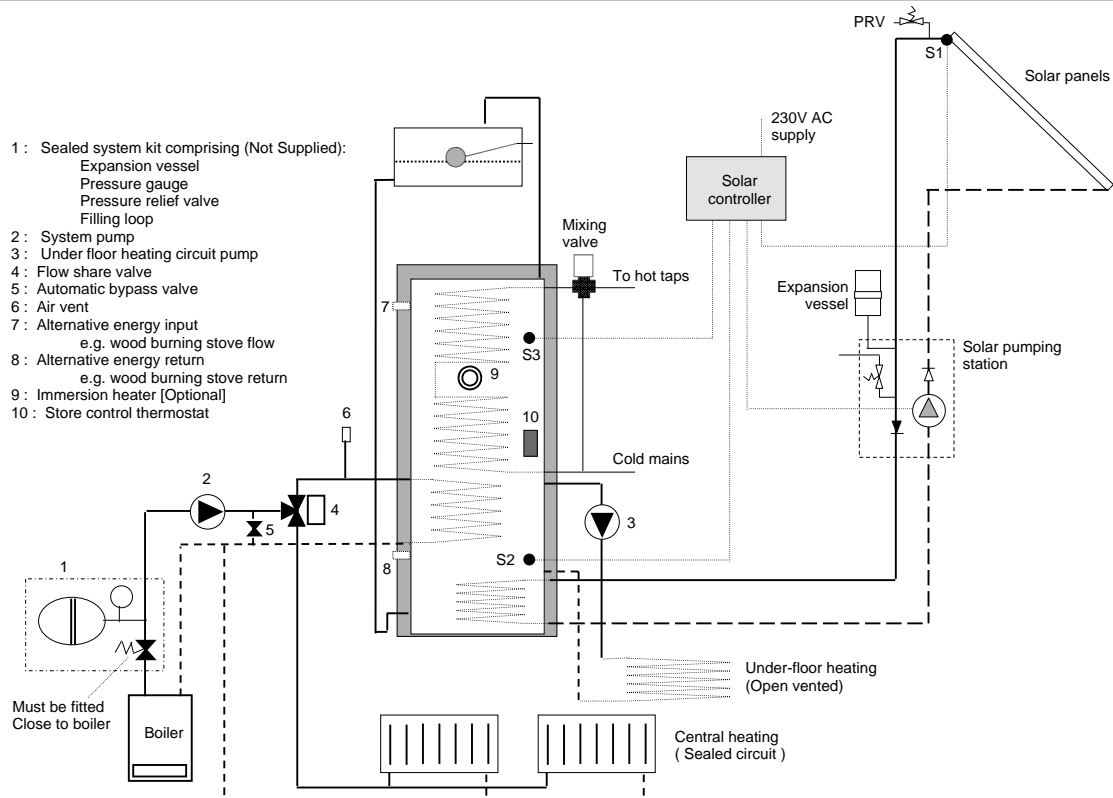 PRV
S1
Solar panels
230V AC
supply
Solar
controller
1 : Sealed system kit comprising (Not Supplied):
Expansion vessel
Pressure gauge
Pressure relief valve
Filling loop
2 : System pump
3 : Under floor heating circuit pump
4 : Flow share valve
5 : Automatic bypass valve
6 : Air vent
7 : Alternative energy input
e.g. wood burning stove flow
8 : Alternative energy return
e.g. wood burning stove return
9 : Immersion heater [Optional]
10 : Store control thermostat
Mixing
valve
To hot taps
7
Expansion
vessel
S3
Solar pumping
station
9
6
10
Cold mains
2
4
3
5
S2
8
1
Under-floor heating
(Open vented)
Must be fitted
Close to boiler
Boiler
Central heating
( Sealed circuit )